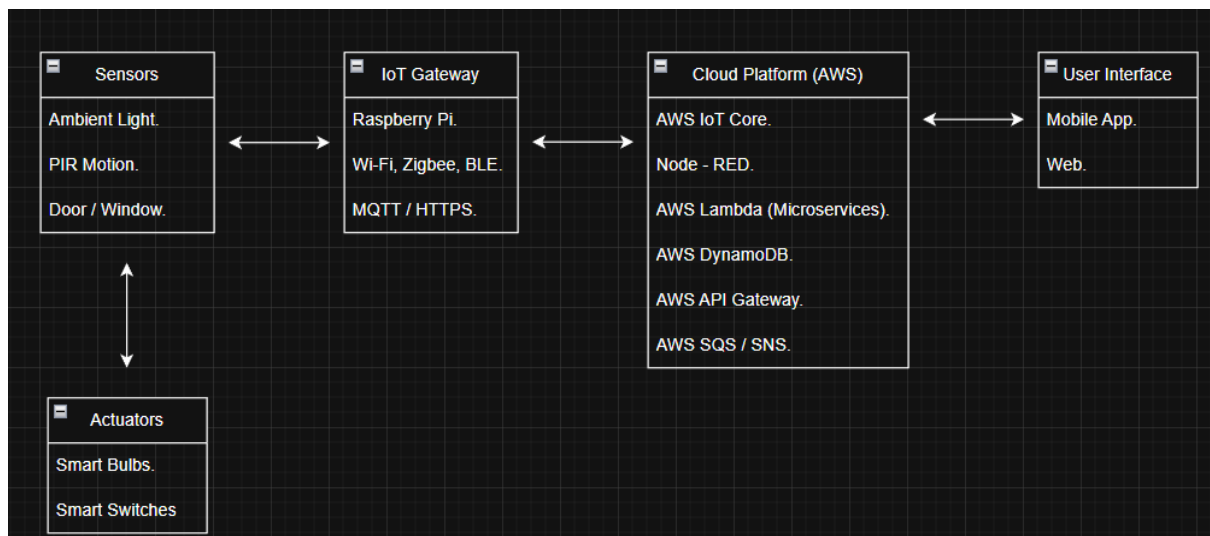 Sensors
Ambient Light.
PIR Motion.
Door / Window.
IoT Gateway
Raspberry Pi.
Wi-Fi, Zigbee, BLE.
MQTT / HTTPS.
Cloud Platform (AWS)
AWS IoT Core.
Node - RED.
AWS Lambda (Microservices).
AWS DynamoDB.
AWS API Gateway.
AWS SQS / SNS.
User Interface
Mobile App.
Web.
Actuators
Smart Bulbs.
Smart Switches